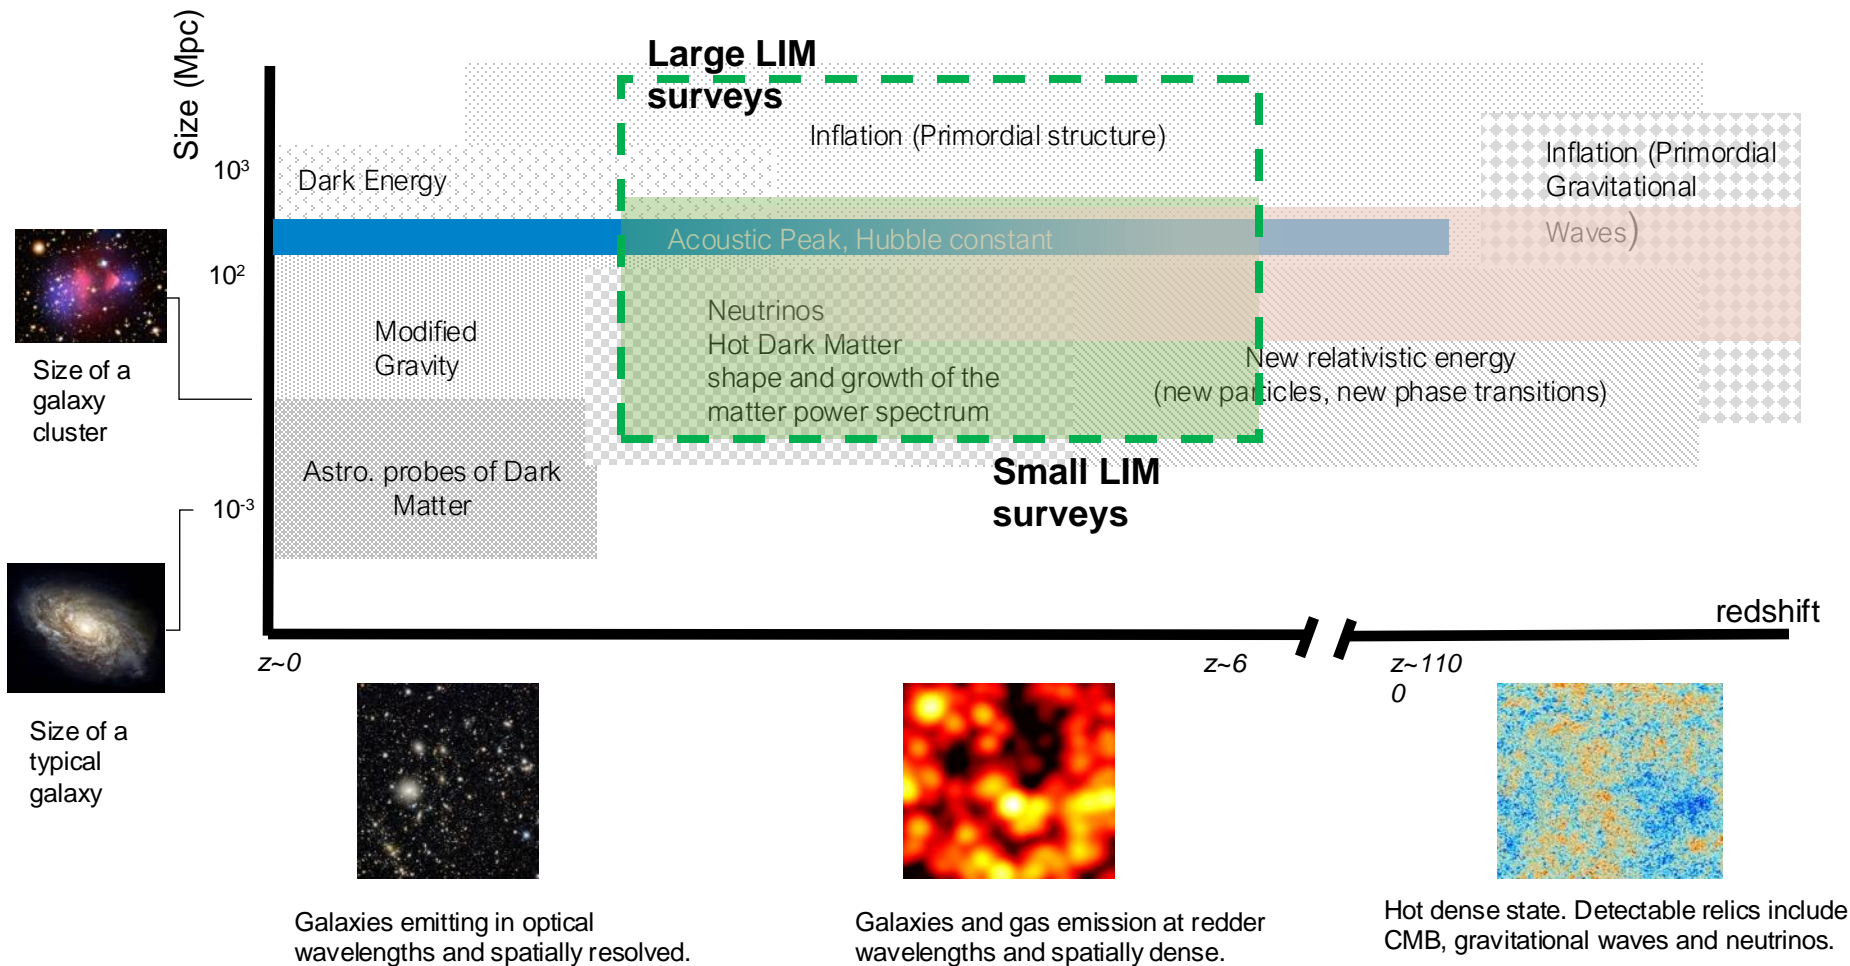 Size (Mpc)
10³
10²
10⁻³
Large LIM
surveys
Inflation (Primordial structure)
Dark Energy
Inflation (Primordial
Gravitational
Waves)
Acoustic Peak, Hubble constant
Modified
Gravity
Neutrinos
Hot Dark Matter
shape and growth of the
matter power spectrum
New relativistic energy
(new particles, new phase transitions)
Astro. probes of Dark
Matter
Small LIM
surveys
Size of a
galaxy
cluster
Size of a
typical
galaxy
redshift
z~0
z~6
z~110
0
Galaxies emitting in optical
wavelengths and spatially resolved.
Galaxies and gas emission at redder
wavelengths and spatially dense.
Hot dense state. Detectable relics include
CMB, gravitational waves and neutrinos.